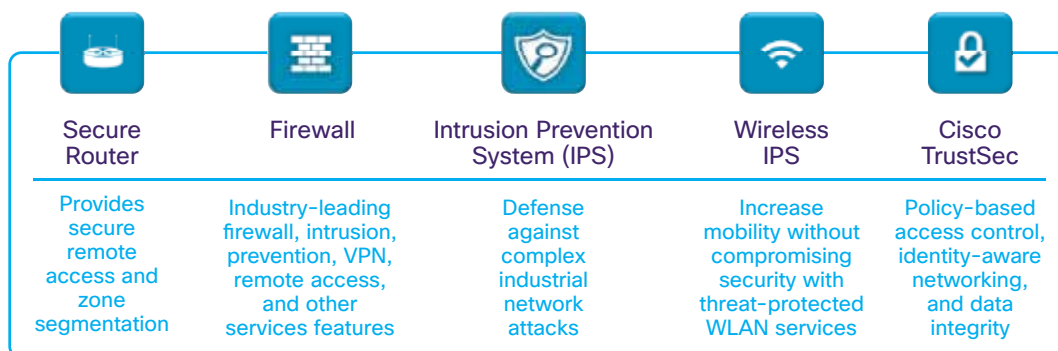 Secure
Router
Firewall
Intrusion Prevention
System (IPS)
Wireless
IPS
Cisco
TrustSec
Provides
secure
remote
access and
zone
segmentation
Industry-leading
firewall, intrusion,
prevention, VPN,
remote access,
and other
services features
Defense
against
complex
industrial
network
attacks
Increase
mobility without
compromising
security with
threat-protected
WLAN services
Policy-based
access control,
identity-aware
networking,
and data
integrity